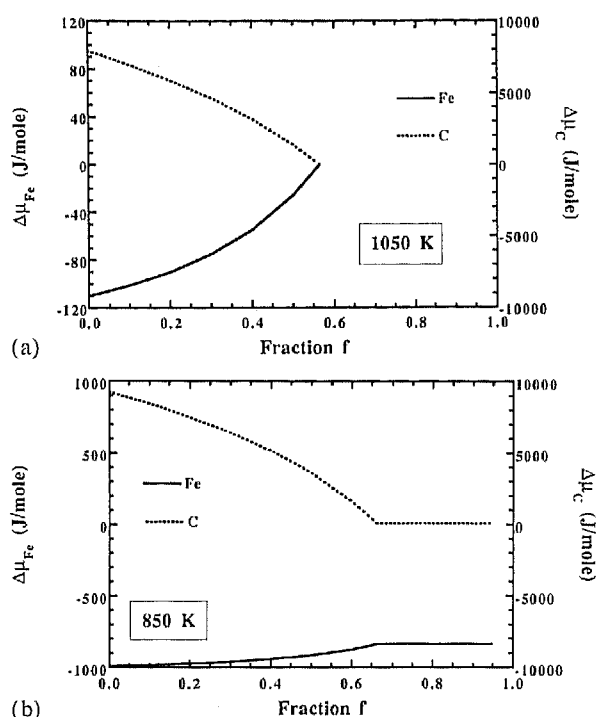 120
80
40
0
-40
-80
-120
Δμ_Fe (J/mole)
10000
5000
0
-5000
-10000
Δμ_C (J/mole)
Fe
C
1050 K
0.0 0.2 0.4 0.6 0.8 1.0
Fraction f
(a)
1000
500
0
-500
-1000
Δμ_Fe (J/mole)
10000
5000
0
-5000
-10000
Δμ_C (J/mole)
Fe
C
850 K
0.0 0.2 0.4 0.6 0.8 1.0
Fraction f
(b)